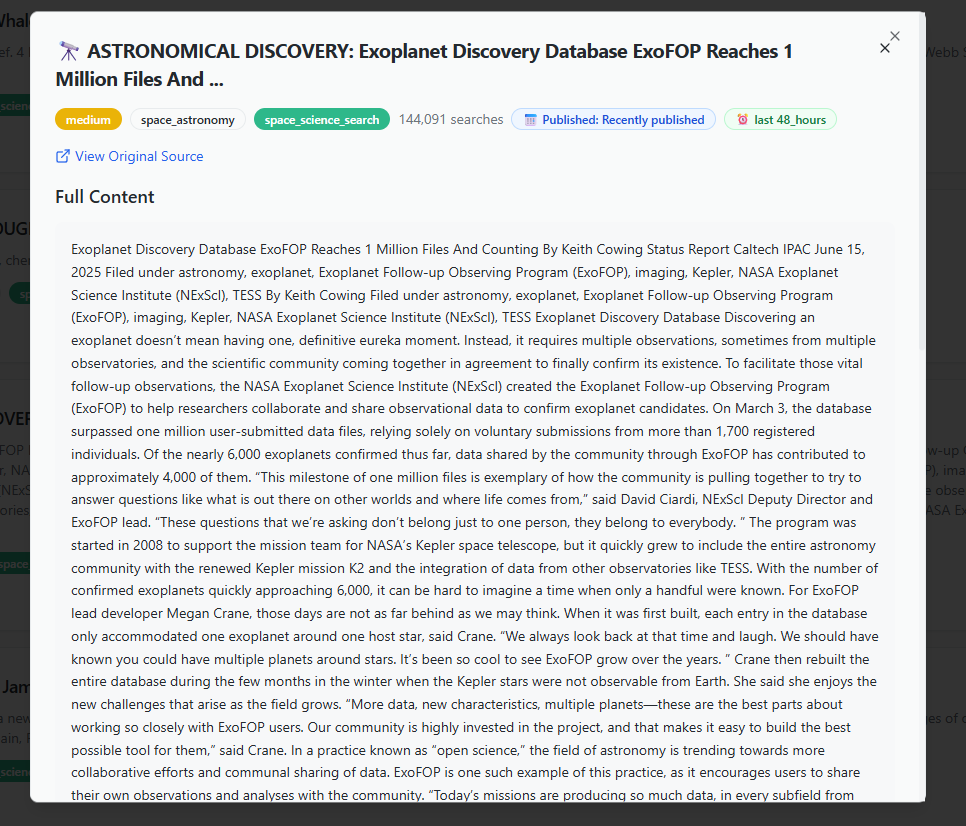 ASTRONOMICAL DISCOVERY: Exoplanet Discovery Database ExoFOP Reaches 1
Million Files And ...
medium
space_astronomy
space_science_search
144,091 searches
Published: Recently published
last 48_hours
View Original Source
Full Content
Exoplanet Discovery Database ExoFOP Reaches 1 Million Files And Counting By Keith Cowing Status Report Caltech IPAC June 15,
2025 Filed under astronomy, exoplanet, Exoplanet Follow-up Observing Program (ExoFOP), imaging, Kepler, NASA Exoplanet
Science Institute (NExScI), TESS By Keith Cowing Filed under astronomy, exoplanet, Exoplanet Follow-up Observing Program
(ExoFOP), imaging, Kepler, NASA Exoplanet Science Institute (NExScI), TESS Exoplanet Discovery Database Discovering an
exoplanet doesn’t mean having one, definitive eureka moment. Instead, it requires multiple observations, sometimes from multiple
observatories, and the scientific community coming together in agreement to finally confirm its existence. To facilitate those vital
follow-up observations, the NASA Exoplanet Science Institute (NExScI) created the Exoplanet Follow-up Observing Program
(ExoFOP) to help researchers collaborate and share observational data to confirm exoplanet candidates. On March 3, the database
surpassed one million user-submitted data files, relying solely on voluntary submissions from more than 1,700 registered
individuals. Of the nearly 6,000 exoplanets confirmed thus far, data shared by the community through ExoFOP has contributed to
approximately 4,000 of them. “This milestone of one million files is exemplary of how the community is pulling together to try to
answer questions like what is out there on other worlds and where life comes from,” said David Ciardi, NExScI Deputy Director and
ExoFOP lead. “These questions that we’re asking don’t belong just to one person, they belong to everybody. ” The program was
started in 2008 to support the mission team for NASA’s Kepler space telescope, but it quickly grew to include the entire astronomy
community with the renewed Kepler mission K2 and the integration of data from other observatories like TESS. With the number of
confirmed exoplanets quickly approaching 6,000, it can be hard to imagine a time when only a handful were known. For ExoFOP
lead developer Megan Crane, those days are not as far behind as we may think. When it was first built, each entry in the database
only accommodated one exoplanet around one host star, said Crane. “We always look back at that time and laugh. We should have
known you could have multiple planets around stars. It’s been so cool to see ExoFOP grow over the years. ” Crane then rebuilt the
entire database during the few months in the winter when the Kepler stars were not observable from Earth. She said she enjoys the
new challenges that arise as the field grows. “More data, new characteristics, multiple planets—these are the best parts about
working so closely with ExoFOP users. Our community is highly invested in the project, and that makes it easy to build the best
possible tool for them,” said Crane. In a practice known as “open science,” the field of astronomy is trending towards more
collaborative efforts and communal sharing of data. ExoFOP is one such example of this practice, as it encourages users to share
their own observations and analyses with the community. “Today’s missions are producing so much data, in every subfield from